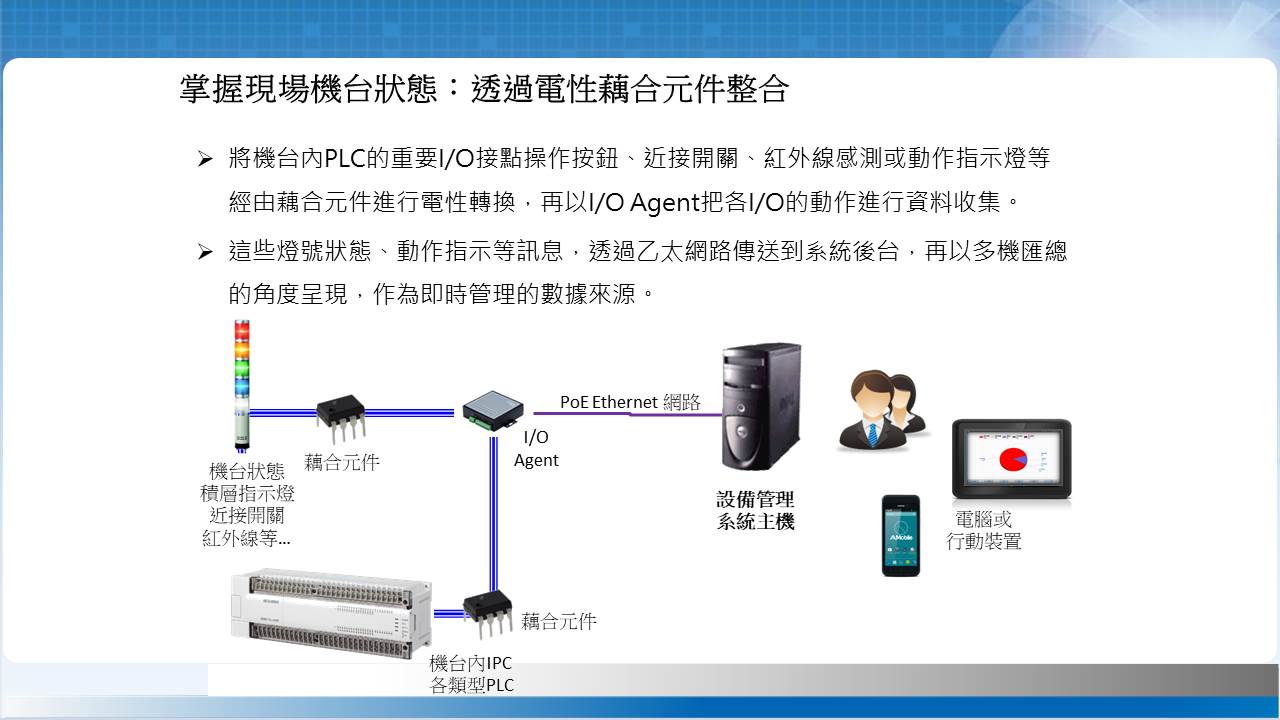 掌握現場機台狀態：透過電性藕合元件整合
➢ 將機台內PLC的重要I/O接點操作按鈕、近接開關、紅外線感測或動作指示燈等
經由藕合元件進行電性轉換，再以I/O Agent把各I/O的動作進行資料收集。
➢ 這些燈號狀態、動作指示等訊息，透過乙太網路傳送到系統後台，再以多機匯總
的角度呈現，作為即時管理的數據來源。
PoE Ethernet 網路
I/O
Agent
藕合元件
機台狀態
積層指示燈
近接開關
紅外線等...
設備管理
系統主機
AMobile
電腦或
行動裝置
藕合元件
機台內IPC
各類型PLC